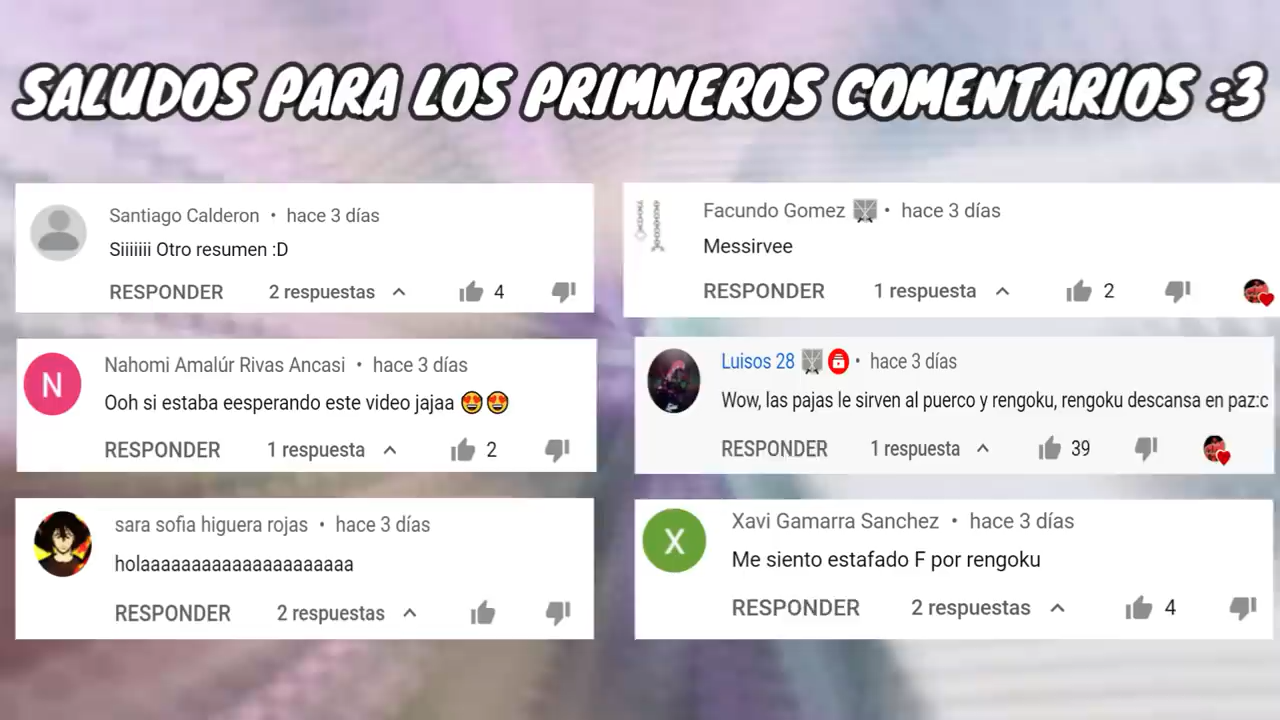 SALUDOS PARA LOS PRIMNEROS COMENTARIOS :3
Santiago Calderon • hace 3 días
Siiiiiii Otro resumen :D
RESPONDER 2 respuestas 4
Nahomi Amalúr Rivas Ancasi • hace 3 días
Ooh si estaba eesperando este video jajaa 😍😍
RESPONDER 1 respuesta 2
sara sofia higuera rojas • hace 3 días
holaaaaaaaaaaaaaaaaaaaaa
RESPONDER 2 respuestas
Facundo Gomez • hace 3 días
Messirvee
RESPONDER 1 respuesta 2
Luisos 28 • hace 3 días
Wow, las pajas le sirven al puerco y rengoku, rengoku descansa en paz:c
RESPONDER 1 respuesta 39
X
Xavi Gamarra Sanchez • hace 3 días
Me siento estafado F por rengoku
RESPONDER 2 respuestas 4
N